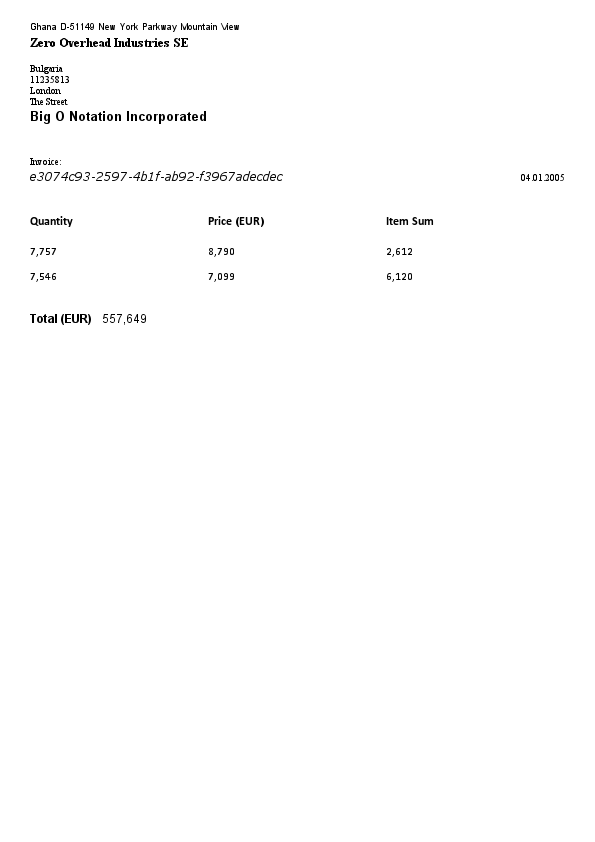 Ghana D-51149 New York Parkway Mountain View
Zero Overhead Industries SE
Bulgaria
11235813
London
The Street
Big O Notation Incorporated
Invoice:
e3074c93-2597-4b1f-ab92-f3967adecdec 04.01.2005
Quantity Price (EUR) Item Sum
7,757 8,790 2,612
7,546 7,099 6,120
Total (EUR) 557,649